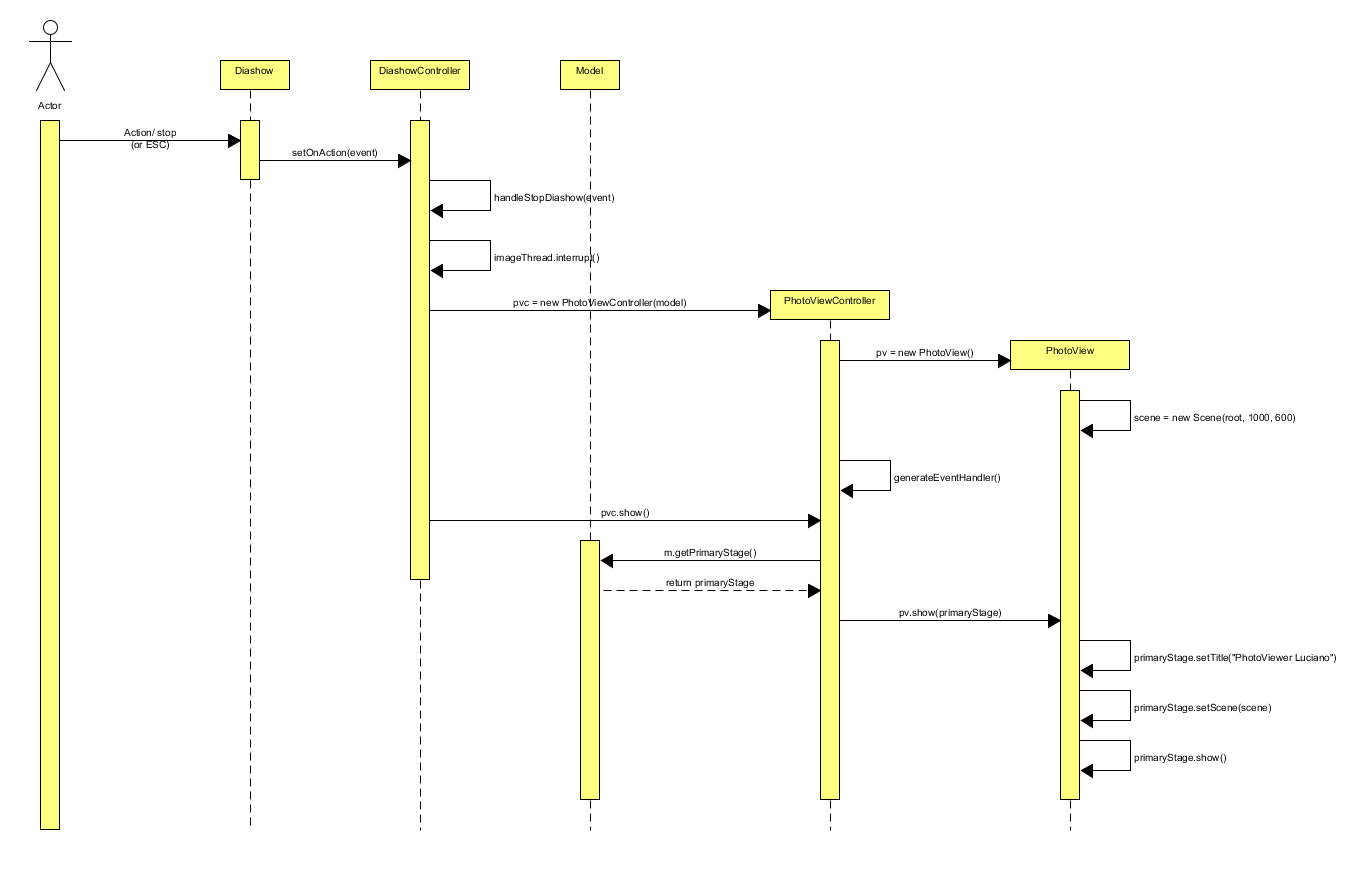 Actor
Diashow
DiashowController
Model
Action/ stop
(or ESC)
setOnAction(event)
handleStopDiashow(event)
imageThread.interrupt()
pvc = new PhotoViewController(model)
PhotoViewController
pv = new PhotoView()
PhotoView
scene = new Scene(root, 1000, 600)
generateEventHandler()
pvc.show()
m.getPrimaryStage()
return primaryStage
pv.show(primaryStage)
primaryStage.setTitle("PhotoViewer Luciano")
primaryStage.setScene(scene)
primaryStage.show()